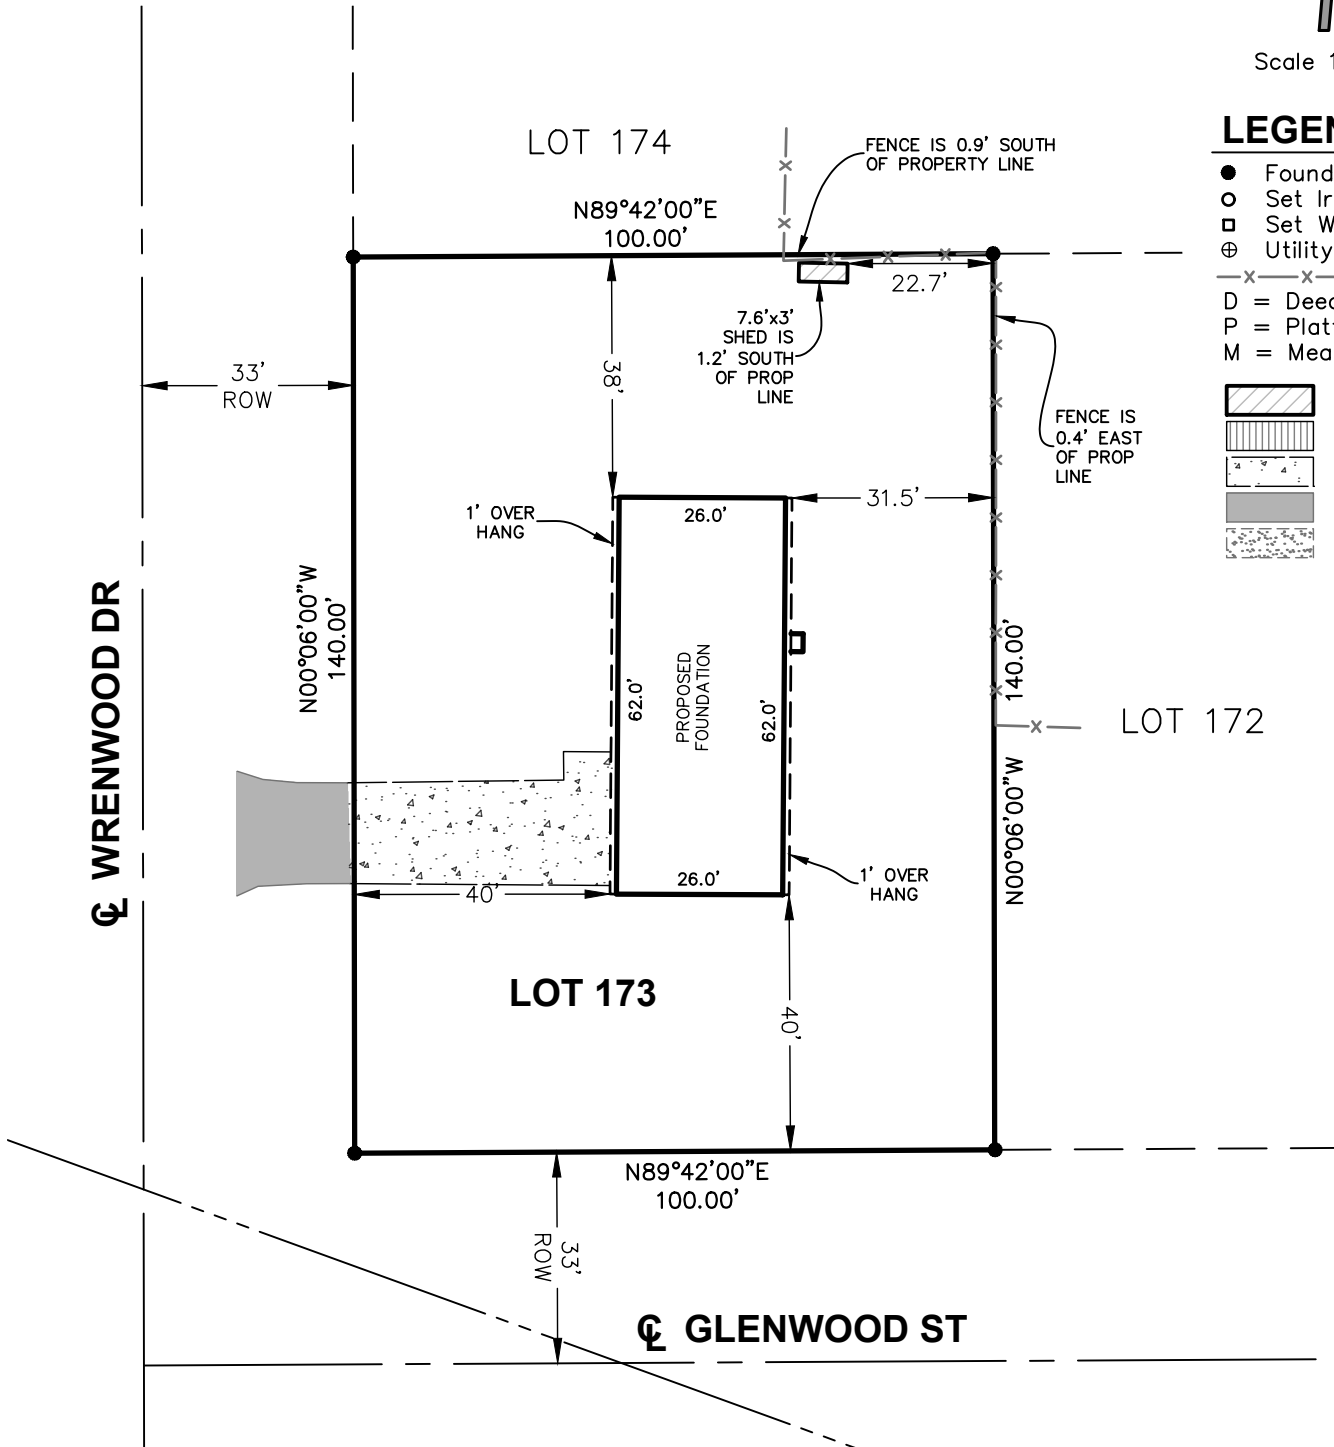 Scale 1
LEGEN
Found
Set Ir
Set W
Utility
D = Deed
P = Plat
M = Mea
LOT 174
FENCE IS 0.9' SOUTH
OF PROPERTY LINE
N89°42'00"E
100.00'
22.7'
7.6'x3'
SHED IS
1.2' SOUTH
OF PROP
LINE
38'
33'
ROW
FENCE IS
0.4' EAST
OF PROP
LINE
31.5'
1' OVER
HANG
26.0'
N00°06'00"W
140.00'
62.0'
PROPOSED
FOUNDATION
62.0'
140.00'
N00°06'00"W
LOT 172
℄ WRENWOOD DR
26.0'
1' OVER
HANG
40'
LOT 173
40'
N89°42'00"E
100.00'
33'
ROW
℄ GLENWOOD ST